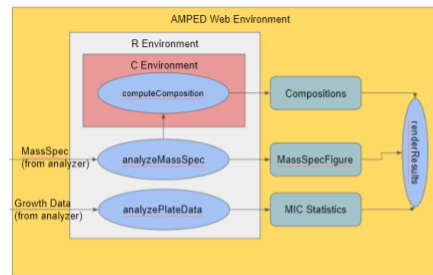 AMPED Web Environment
R Environment
C Environment
computeComposition
Compositions
MassSpec
(from analyzer)
analyzeMassSpec
MassSpecFigure
renderResults
Growth Data
(from analyzer)
analyzePlateData
MIC Statistics